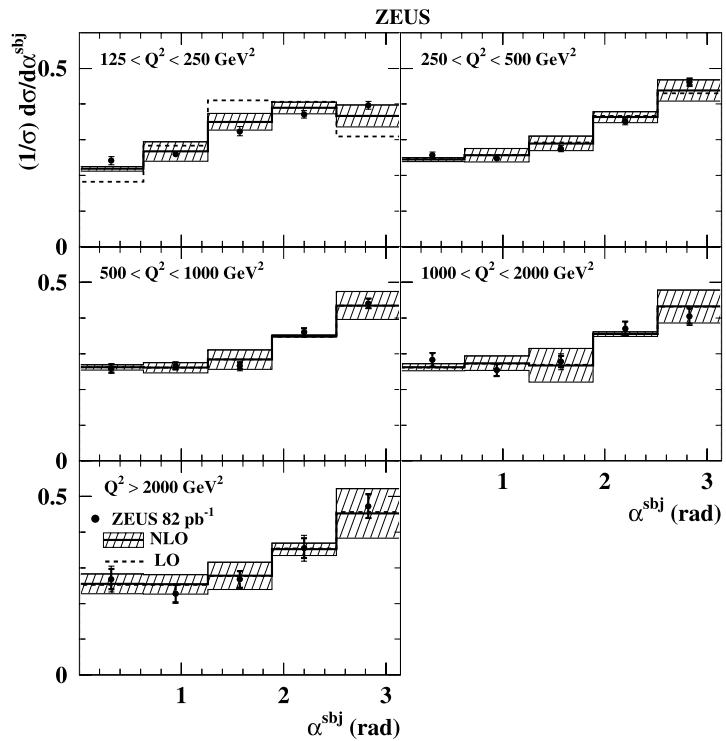 ZEUS
(1/σ) dσ/dα^sbj
125 < Q² < 250 GeV²
250 < Q² < 500 GeV²
0.5
0
500 < Q² < 1000 GeV²
1000 < Q² < 2000 GeV²
0.5
0
Q² > 2000 GeV²
ZEUS 82 pb⁻¹
NLO
LO
0.5
0
1 2 3
α^sbj (rad)
1 2 3
α^sbj (rad)